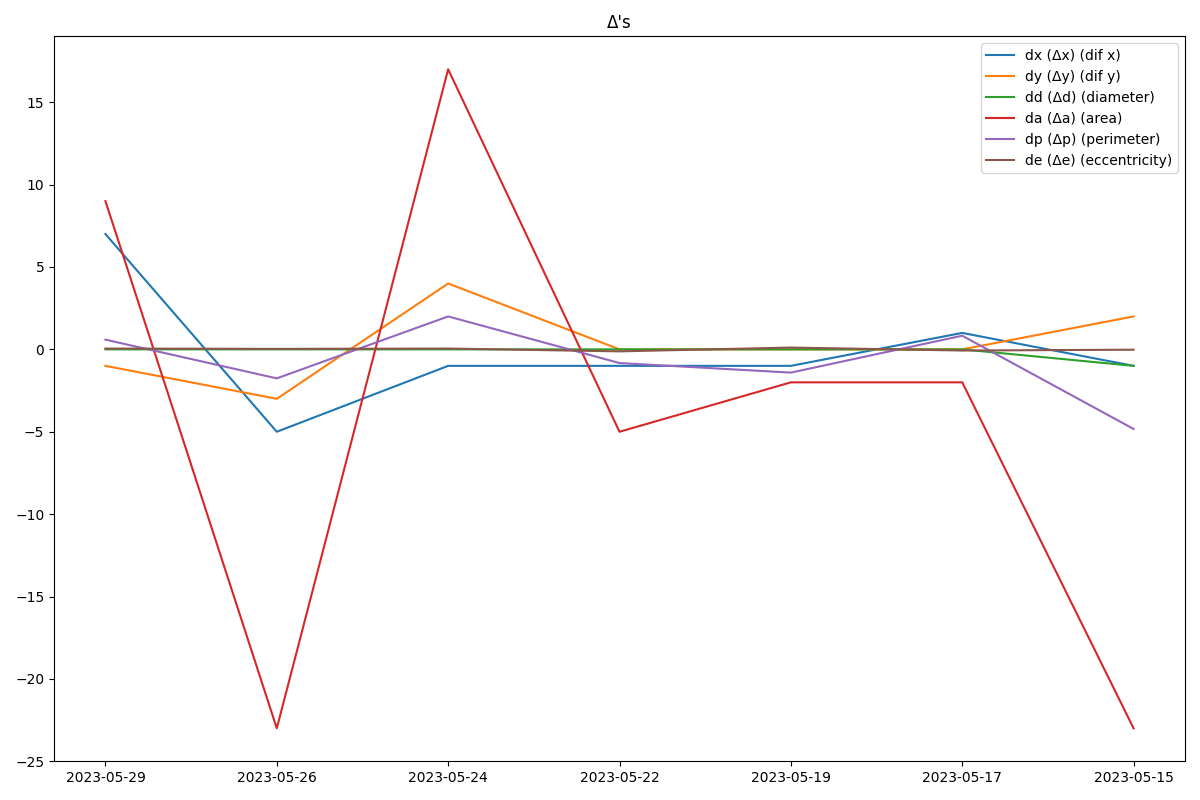 Δ's
dx (Δx) (dif x)
dy (Δy) (dif y)
dd (Δd) (diameter)
da (Δa) (area)
dp (Δp) (perimeter)
de (Δe) (eccentricity)
15
10
5
0
−5
−10
−15
−20
−25
2023-05-29 2023-05-26 2023-05-24 2023-05-22 2023-05-19 2023-05-17 2023-05-15